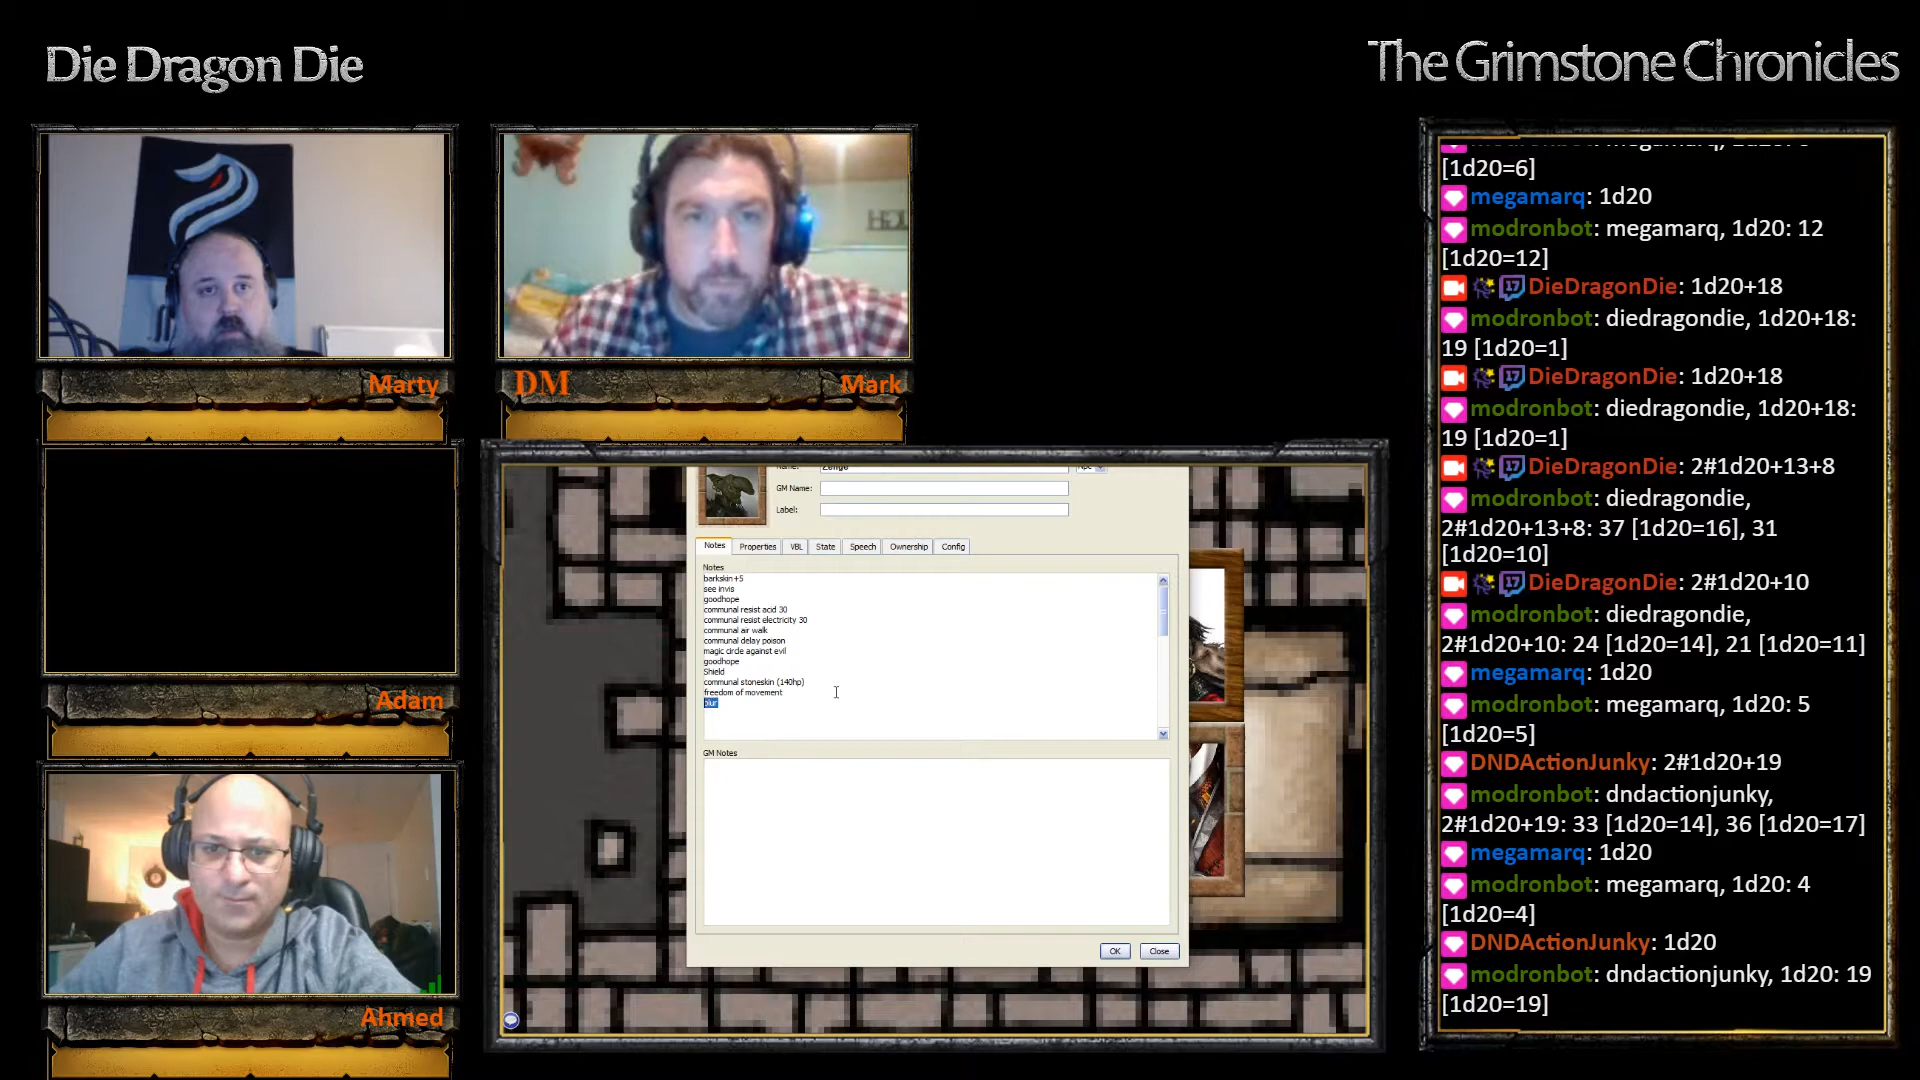 Die Dragon Die
The Grimstone Chronicles
Marty
DM
Mark
Adam
Ahmed
GM Name:
Label:
Notes
Properties
VBL
State
Speech
Ownership
Config
Notes
barkskin+5
see invis
goodhope
communal resist acid 30
communal resist electricity 30
communal air walk
communal delay poison
magic circle against evil
goodhope
Shield
communal stoneskin (140hp)
freedom of movement
blur
GM Notes
OK
Close
[1d20=6]
megamarq: 1d20
modronbot: megamarq, 1d20: 12
[1d20=12]
DieDragonDie: 1d20+18
modronbot: diedragondie, 1d20+18:
19 [1d20=1]
DieDragonDie: 1d20+18
modronbot: diedragondie, 1d20+18:
19 [1d20=1]
DieDragonDie: 2#1d20+13+8
modronbot: diedragondie,
2#1d20+13+8: 37 [1d20=16], 31
[1d20=10]
DieDragonDie: 2#1d20+10
modronbot: diedragondie,
2#1d20+10: 24 [1d20=14], 21 [1d20=11]
megamarq: 1d20
modronbot: megamarq, 1d20: 5
[1d20=5]
DNDActionJunky: 2#1d20+19
modronbot: dndactionjunky,
2#1d20+19: 33 [1d20=14], 36 [1d20=17]
megamarq: 1d20
modronbot: megamarq, 1d20: 4
[1d20=4]
DNDActionJunky: 1d20
modronbot: dndactionjunky, 1d20: 19
[1d20=19]